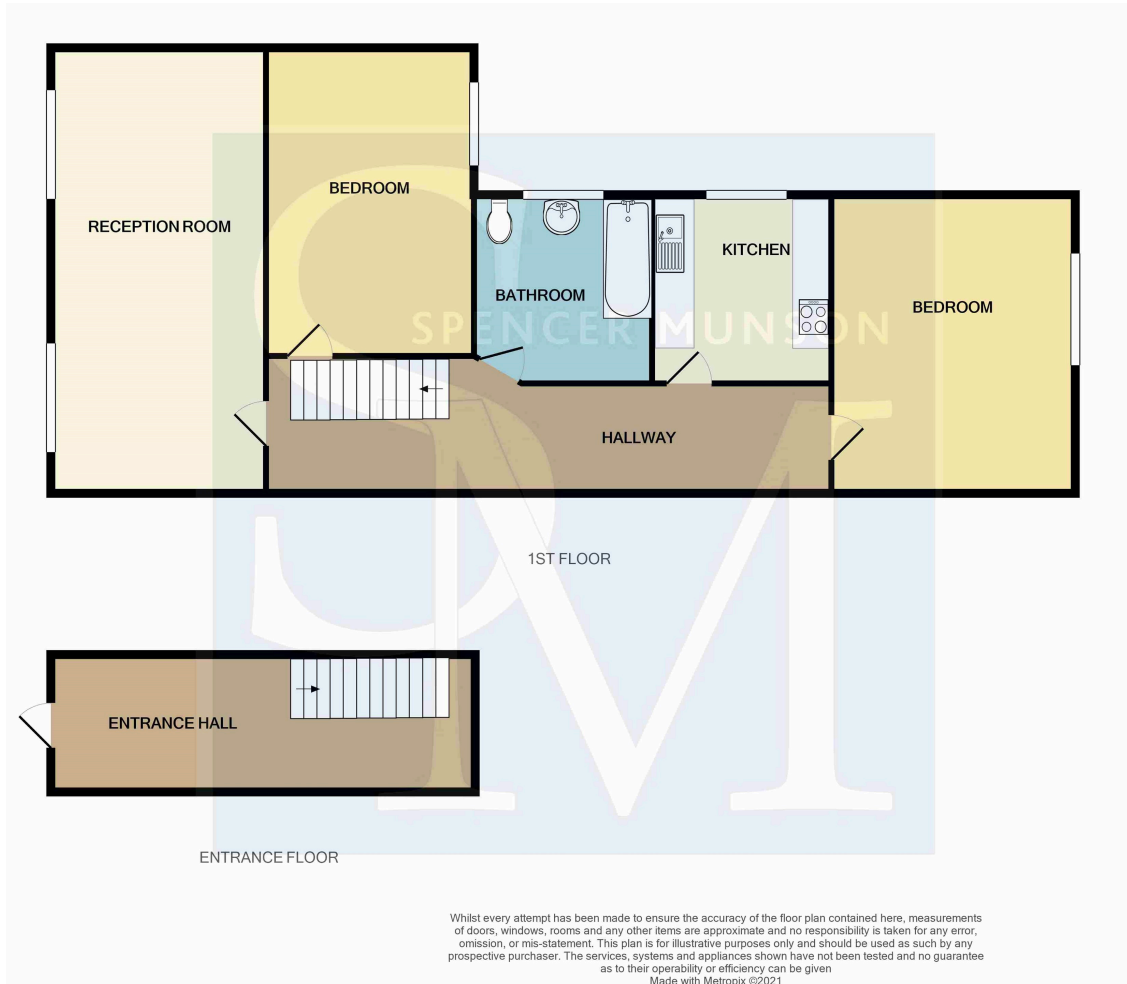 BEDROOM
RECEPTION ROOM
KITCHEN
BATHROOM
BEDROOM
SPENCER MUNSON
HALLWAY
1ST FLOOR
ENTRANCE HALL
ENTRANCE FLOOR
Whilst every attempt has been made to ensure the accuracy of the floor plan contained here, measurements
of doors, windows, rooms and any other items are approximate and no responsibility is taken for any error,
omission, or mis-statement. This plan is for illustrative purposes only and should be used as such by any
prospective purchaser. The services, systems and appliances shown have not been tested and no guarantee
as to their operability or efficiency can be given
Made with Metropix ©2021
SM